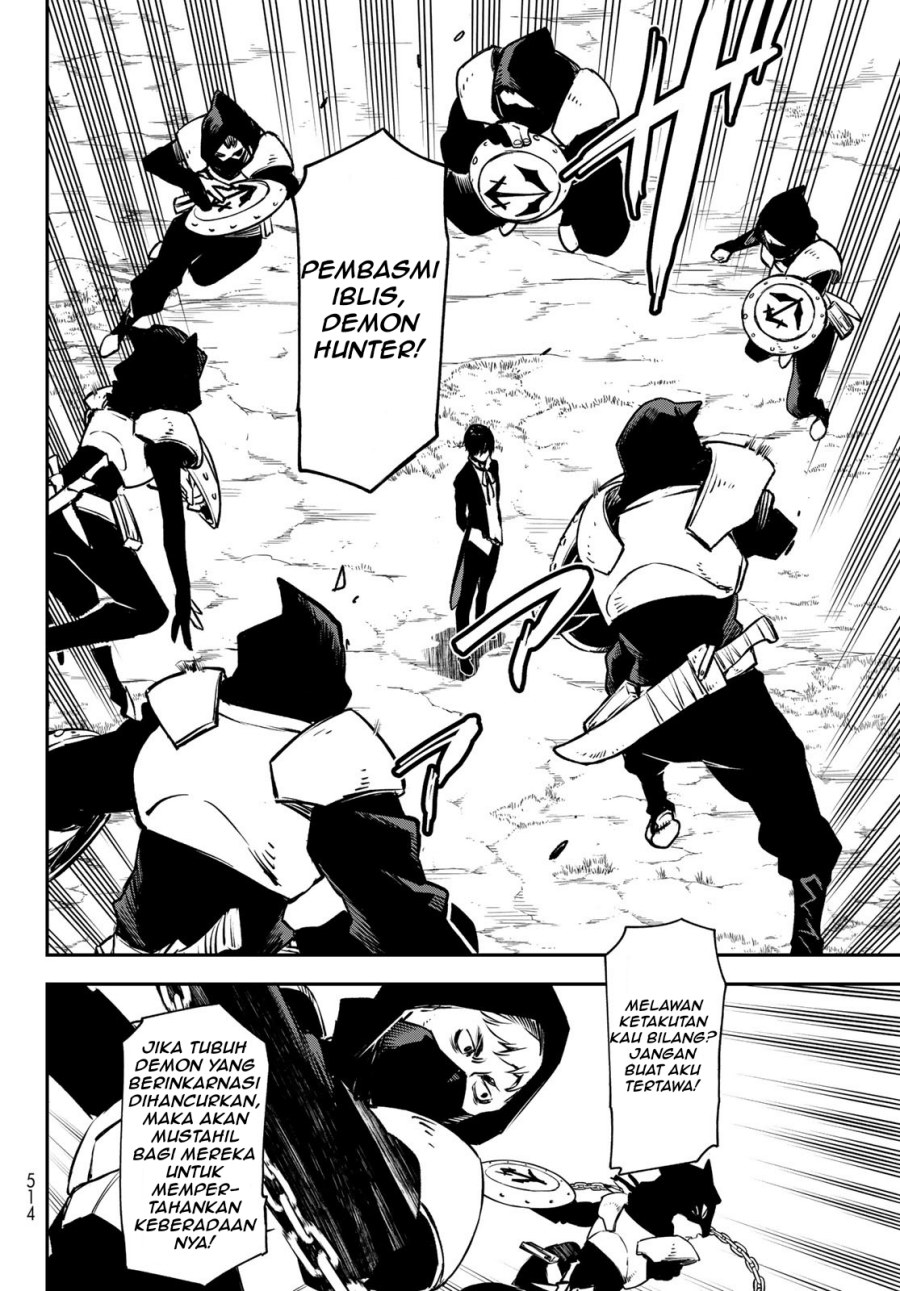 PEMBASMI
IBLIS,
DEMON
HUNTER!
MELAWAN
KETAKUTAN
KAU BILANG?
JANGAN
BUAT AKU
TERTAWA!
JIKA TUBUH
DEMON YANG
BERINKARNASI
DIHANCURKAN,
MAKA AKAN
MUSTAHIL
BAGI MEREKA
UNTUK
MEMPER-
TAHANKAN
KEBERADAAN
NYA!
514